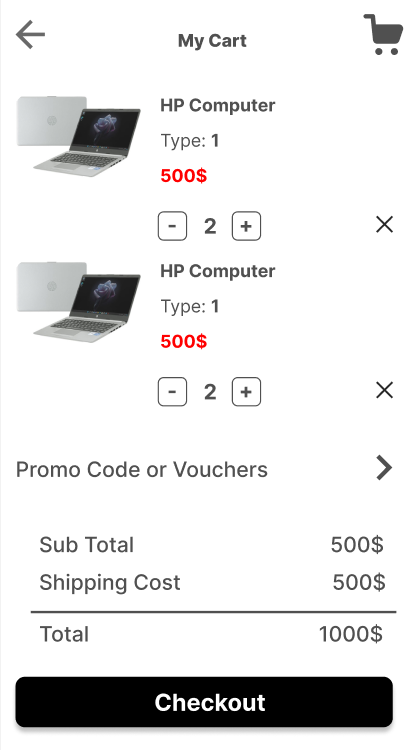 My Cart
HP Computer
Type: 1
500$
- 2 +
HP Computer
Type: 1
500$
- 2 +
Promo Code or Vouchers
Sub Total 500$
Shipping Cost 500$
Total 1000$
Checkout